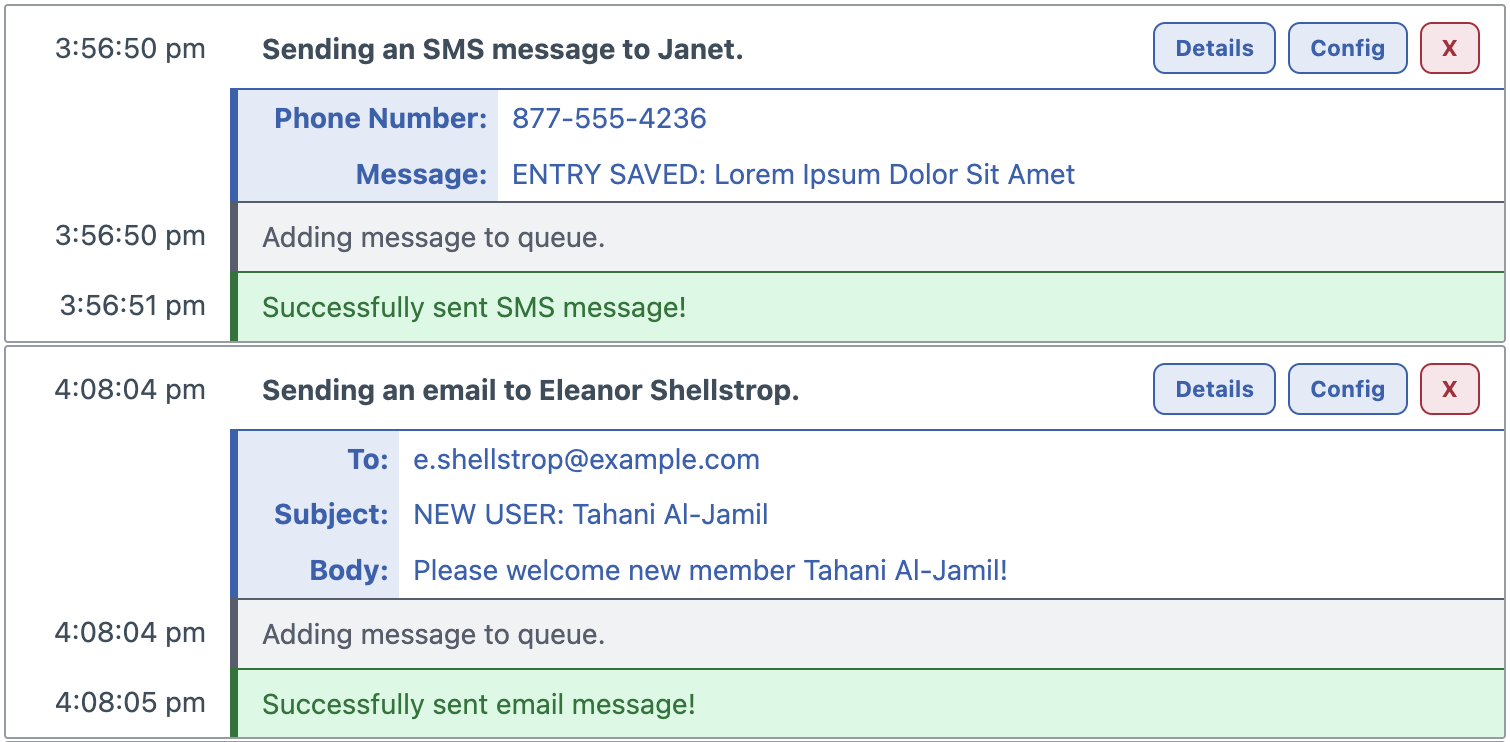 3:56:50 pm Sending an SMS message to Janet. Details Config X
Phone Number: 877-555-4236
Message: ENTRY SAVED: Lorem Ipsum Dolor Sit Amet
3:56:50 pm Adding message to queue.
3:56:51 pm Successfully sent SMS message!
4:08:04 pm Sending an email to Eleanor Shellstrop. Details Config X
To: e.shellstrop@example.com
Subject: NEW USER: Tahani Al-Jamil
Body: Please welcome new member Tahani Al-Jamil!
4:08:04 pm Adding message to queue.
4:08:05 pm Successfully sent email message!